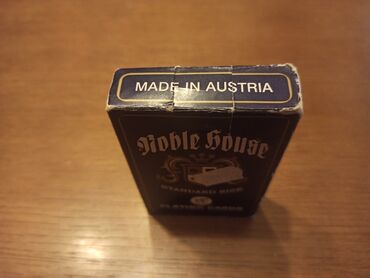 MADE IN AUSTRIA
Noble House
STANDARD SIZE
PLAYING CARDS